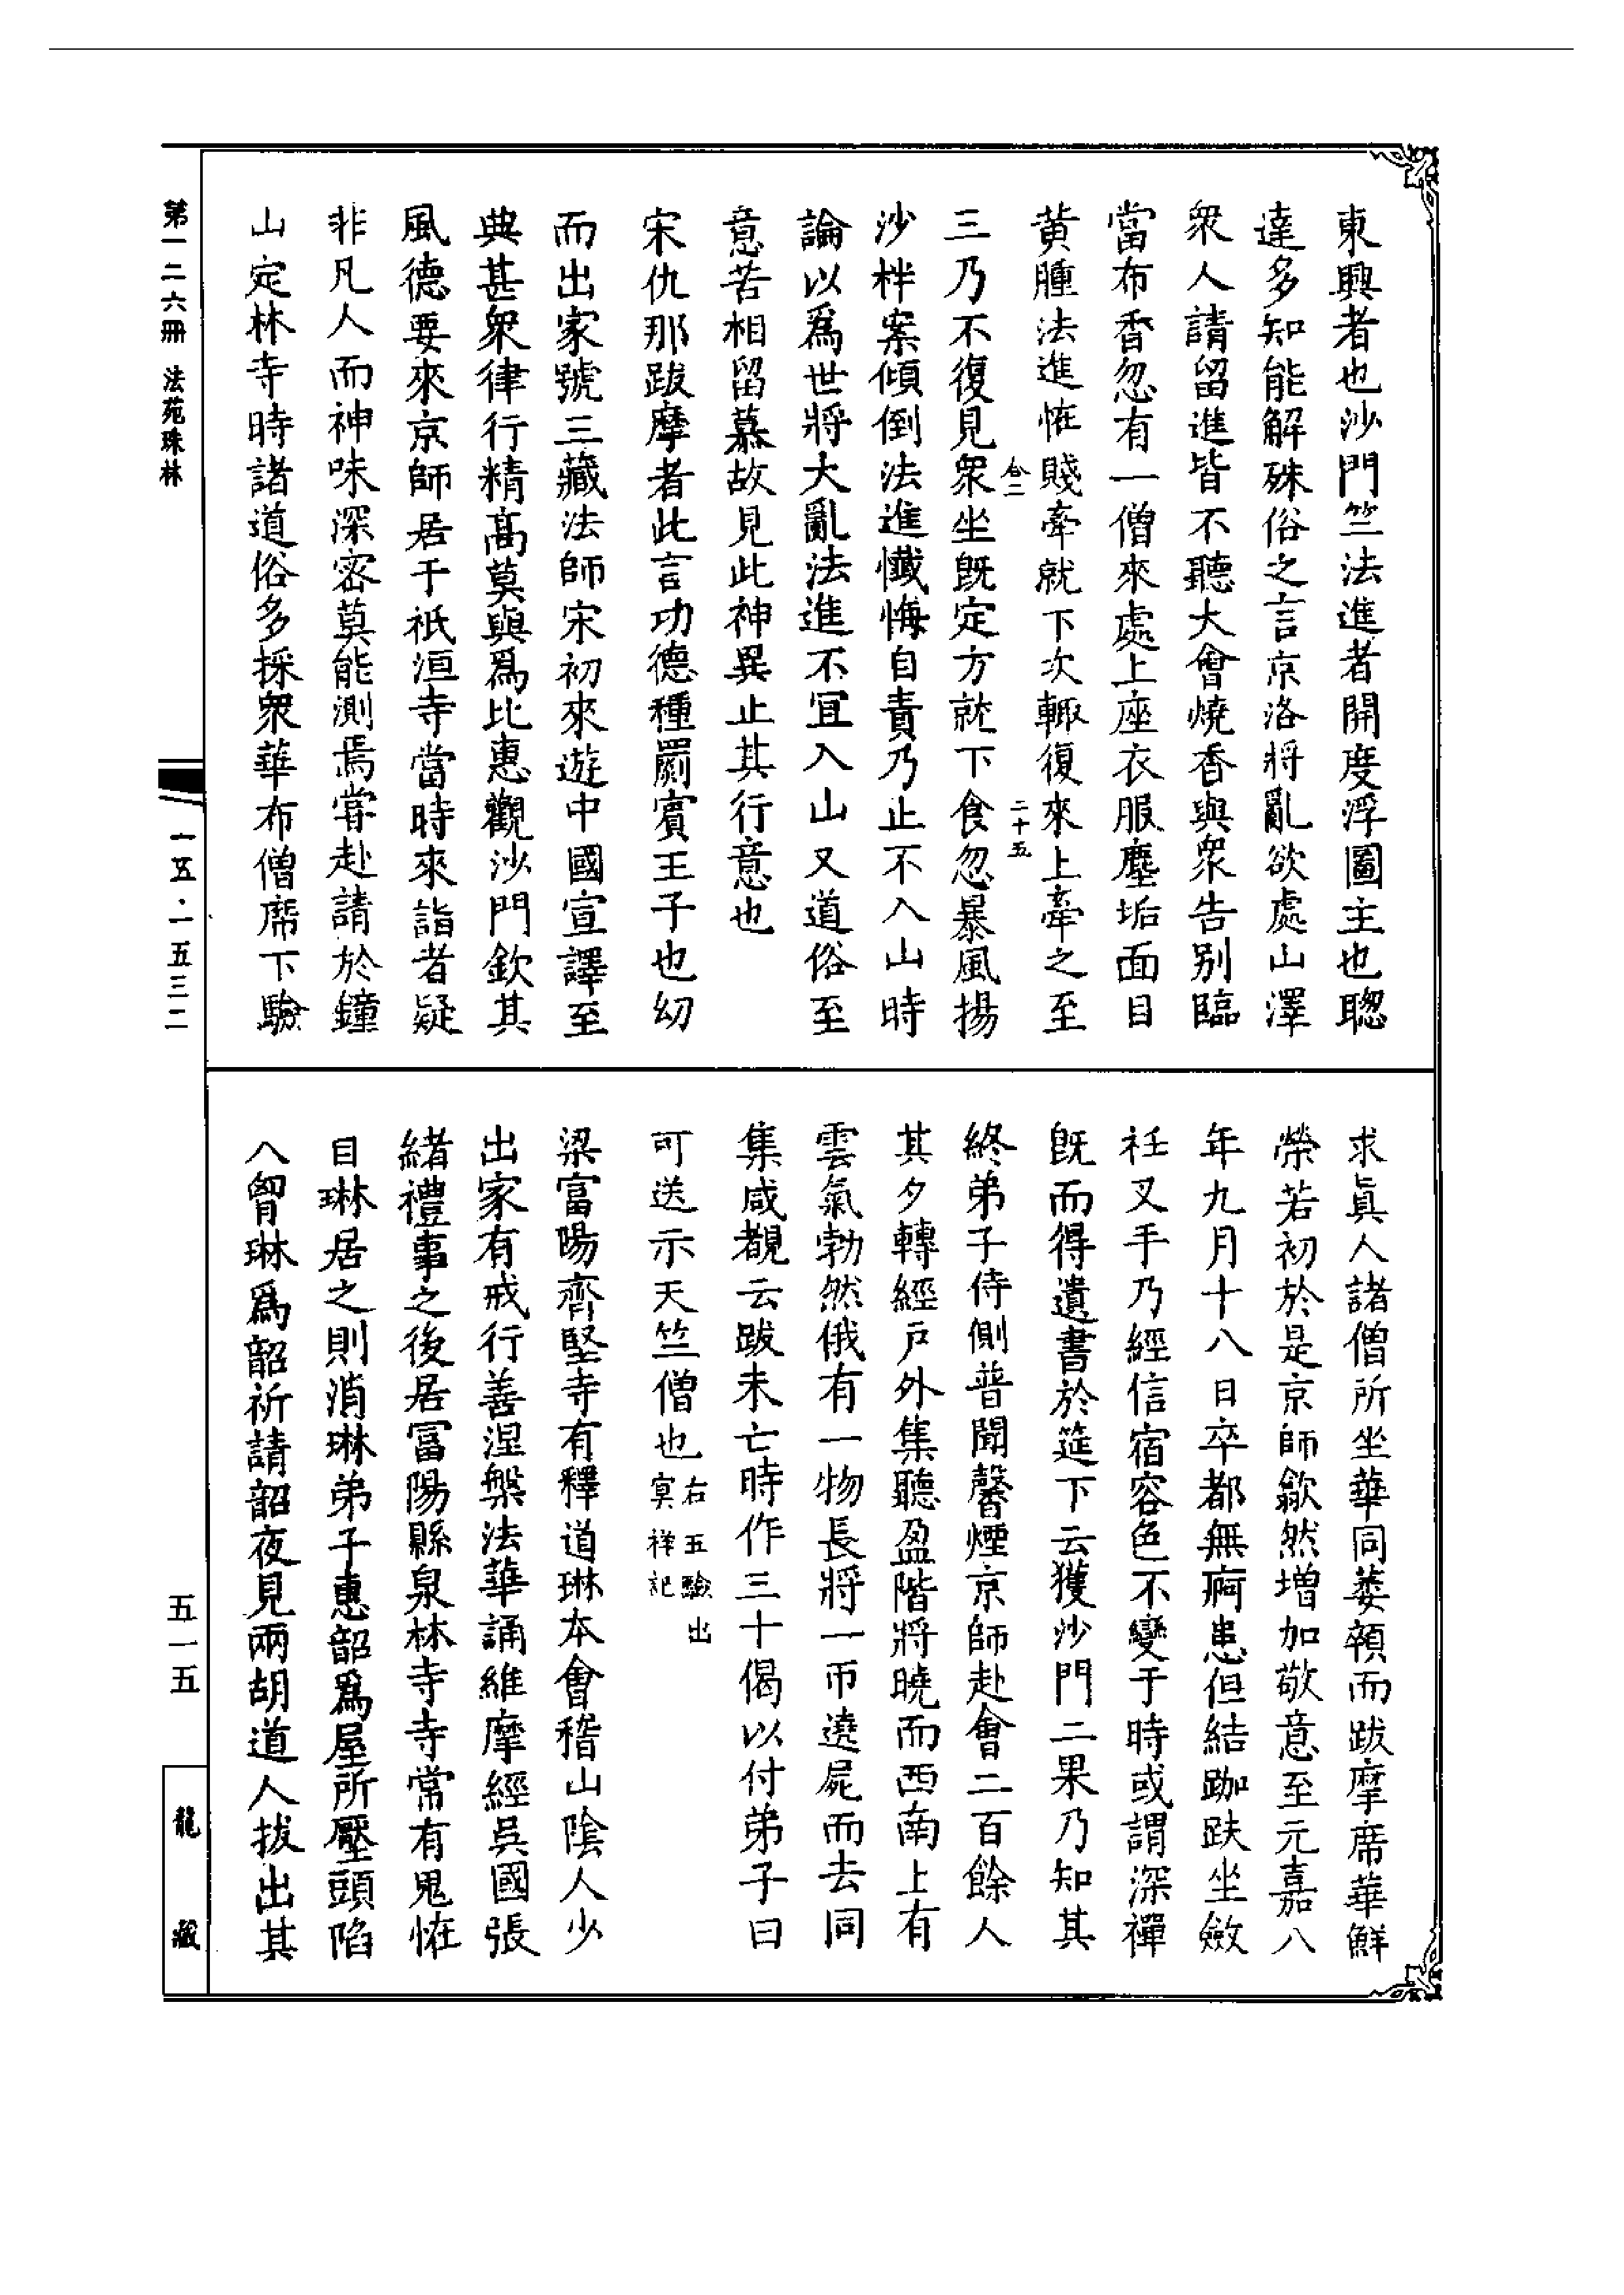 東興者也沙門竺法進者開度浮圖主也聰
達多知能解殊俗之言京洛將亂欲處山澤
衆人請留進皆不聽大會燒香與衆告别臨
當布香忽有一僧來處上座衣服塵垢面目
黄腫法進恠賤牽就下次輙復來上牽之至
三乃不復見衆坐旣定方就下食忽暴風揚
沙柈案傾倒法進懺悔自責乃止不入山時
論以爲世將大亂法進不宜入山又道俗至
意苦相留慕故見此神異止其行意也
宋仇那跋摩者此言功德種罽賓王子也幼
而出家號三藏法師宋初來遊中國宣譯至
典甚衆律行精高莫與爲比惠觀沙門欽其
風德要來京師居于祇洹寺當時來詣者疑
非凡人而神味深密莫能測焉甞赴請於鐘
山定林寺時諸道俗多採衆華布僧席下驗
求眞人諸僧所坐華同萎顇而跋摩席華鮮
榮若初於是京師歙然增加敬意至元嘉八
年九月十八日卒都無痾患但結跏趺坐斂
衽叉手乃經信宿容色不變于時或謂深禪
旣而得遺書於筵下云獲沙門二果乃知其
終弟子侍側普聞馨煙京師赴會二百餘人
其夕轉經戸外集聽盈階將曉而西南上有
雲氣勃然俄有一物長將一帀遶屍而去同
集咸覩云跋未亡時作三十偈以付弟子曰
可送示天竺僧也右五驗出冥祥記
梁富陽齊堅寺有釋道琳本會稽山陰人少
出家有戒行善涅槃法華誦維摩經吳國張
緒禮事之後居富陽縣泉林寺寺常有鬼恠
自琳居之則消琳弟子惠韶爲屋所壓頭陷
入胷琳爲韶祈請韶夜見兩胡道人拔出其
二十五
第一二六冊 法苑珠林
一五·一五三二
五一五
龍藏